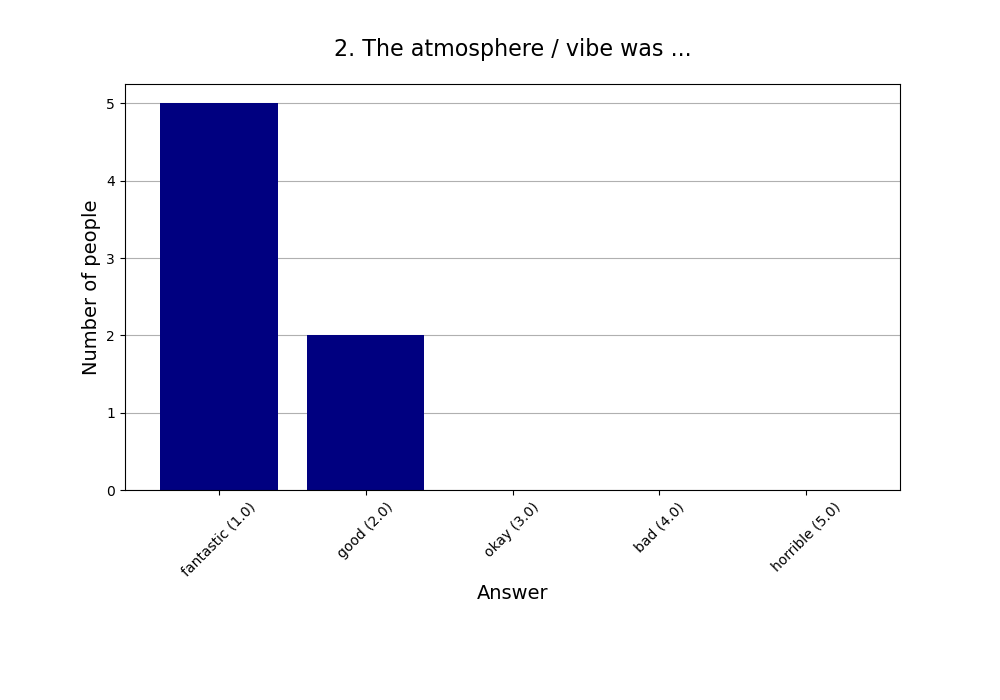 2. The atmosphere / vibe was ...
Number of people
5
4
3
2
1
0
fantastic (1.0)
good (2.0)
okay (3.0)
bad (4.0)
horrible (5.0)
Answer